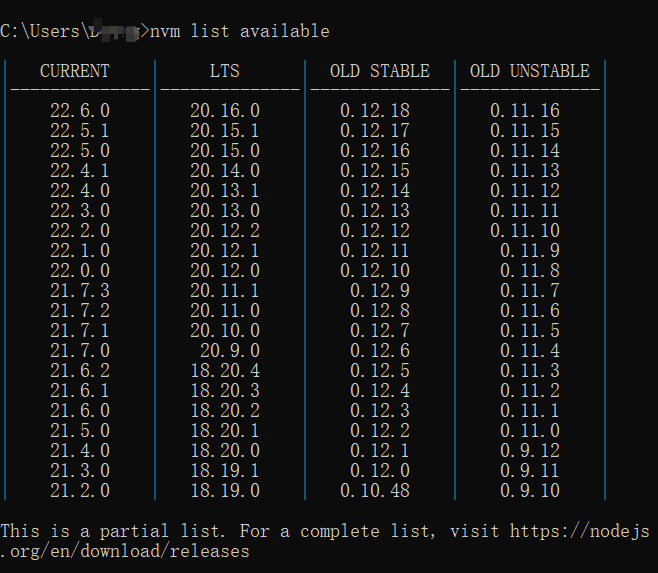 C:\Users\>nvm list available
| CURRENT | LTS | OLD STABLE | OLD UNSTABLE |
|--------------|--------------|--------------|--------------|
| 22.6.0 | 20.16.0 | 0.12.18 | 0.11.16 |
| 22.5.1 | 20.15.1 | 0.12.17 | 0.11.15 |
| 22.5.0 | 20.15.0 | 0.12.16 | 0.11.14 |
| 22.4.1 | 20.14.0 | 0.12.15 | 0.11.13 |
| 22.4.0 | 20.13.1 | 0.12.14 | 0.11.12 |
| 22.3.0 | 20.13.0 | 0.12.13 | 0.11.11 |
| 22.2.0 | 20.12.2 | 0.12.12 | 0.11.10 |
| 22.1.0 | 20.12.1 | 0.12.11 | 0.11.9 |
| 22.0.0 | 20.12.0 | 0.12.10 | 0.11.8 |
| 21.7.3 | 20.11.1 | 0.12.9 | 0.11.7 |
| 21.7.2 | 20.11.0 | 0.12.8 | 0.11.6 |
| 21.7.1 | 20.10.0 | 0.12.7 | 0.11.5 |
| 21.7.0 | 20.9.0 | 0.12.6 | 0.11.4 |
| 21.6.2 | 18.20.4 | 0.12.5 | 0.11.3 |
| 21.6.1 | 18.20.3 | 0.12.4 | 0.11.2 |
| 21.6.0 | 18.20.2 | 0.12.3 | 0.11.1 |
| 21.5.0 | 18.20.1 | 0.12.2 | 0.11.0 |
| 21.4.0 | 18.20.0 | 0.12.1 | 0.9.12 |
| 21.3.0 | 18.19.1 | 0.12.0 | 0.9.11 |
| 21.2.0 | 18.19.0 | 0.10.48 | 0.9.10 |
This is a partial list. For a complete list, visit https://nodejs
.org/en/download/releases